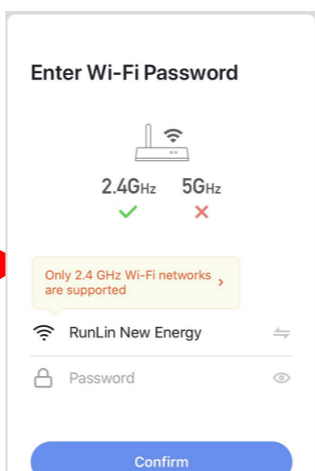 Enter Wi-Fi Password
2.4GHz 5GHz
Only 2.4 GHz Wi-Fi networks
are supported
RunLin New Energy
Password
Confirm